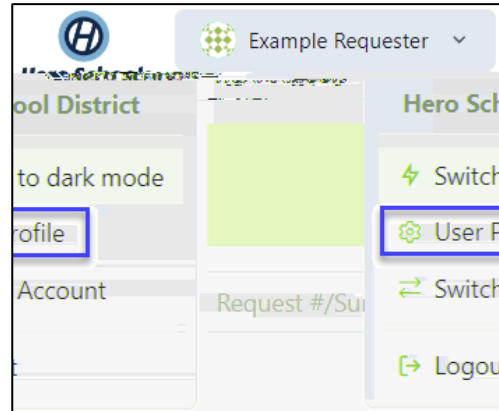 H
Example Requester
ool District
Hero Sch
to dark mode
Switch
rofile
User P
Account
Switch
Request #/Su
t
Logou